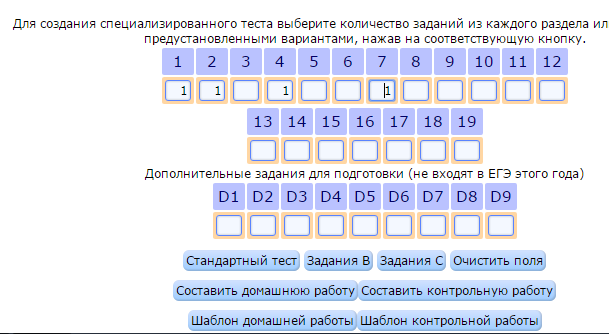 Для создания специализированного теста выберите количество заданий из каждого раздела ил
предустановленными вариантами, нажав на соответствующую кнопку.
1 2 3 4 5 6 7 8 9 10 11 12
1 1 1 1
13 14 15 16 17 18 19
Дополнительные задания для подготовки (не входят в ЕГЭ этого года)
D1 D2 D3 D4 D5 D6 D7 D8 D9
Стандартный тест Задания B Задания C Очистить поля
Составить домашнюю работу Составить контрольную работу
Шаблон домашней работы Шаблон контрольной работы